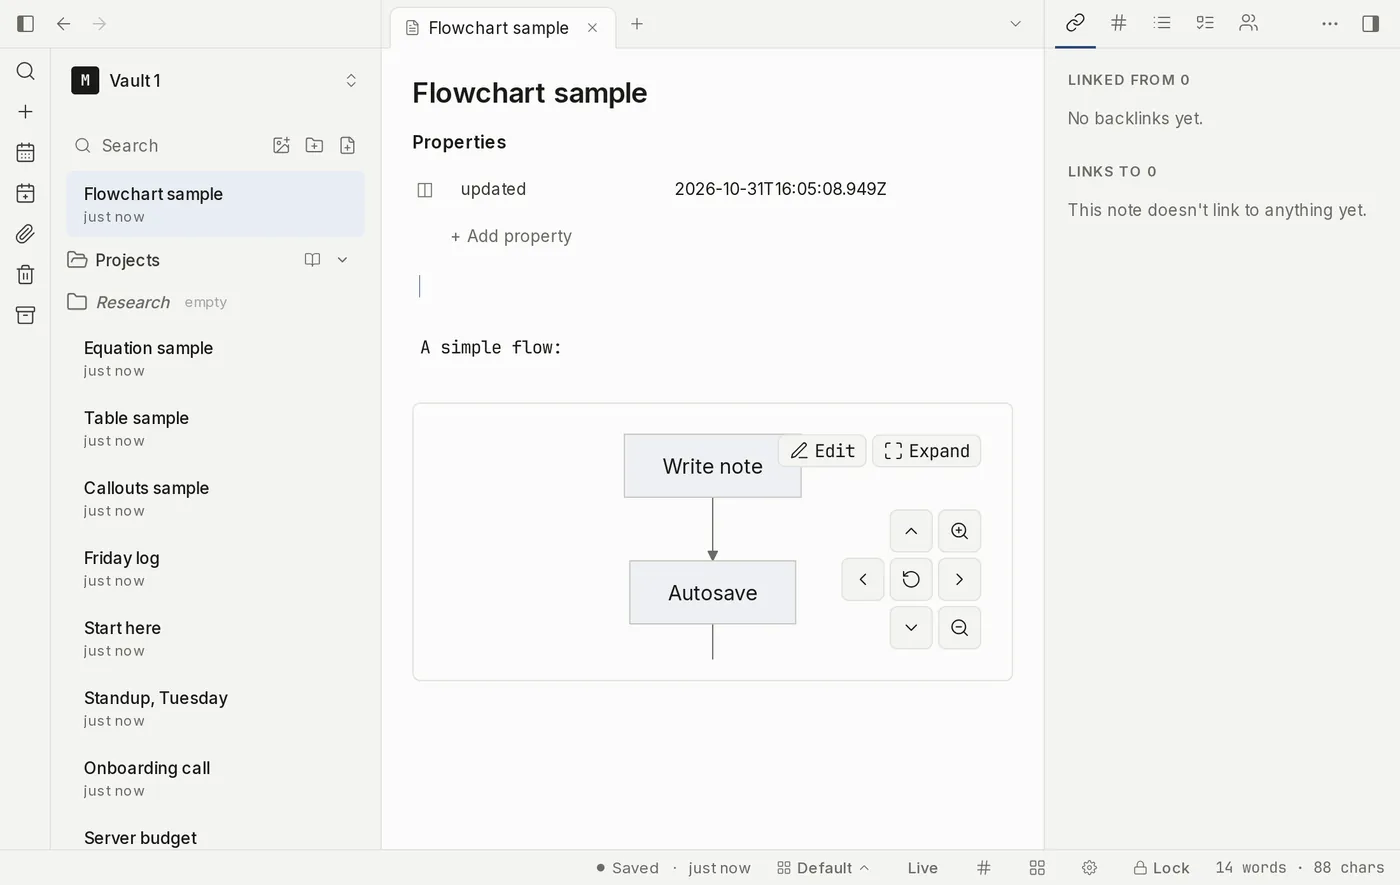 Flowchart sample
M Vault 1
Search
Flowchart sample
just now
Projects
Research empty
Equation sample
just now
Table sample
just now
Callouts sample
just now
Friday log
just now
Start here
just now
Standup, Tuesday
just now
Onboarding call
just now
Server budget
Flowchart sample
Properties
updated 2026-10-31T16:05:08.949Z
+ Add property
A simple flow:
Write note
Edit
Expand
Autosave
LINKED FROM 0
No backlinks yet.
LINKS TO 0
This note doesn't link to anything yet.
Saved · just now Default Live Lock 14 words · 88 chars